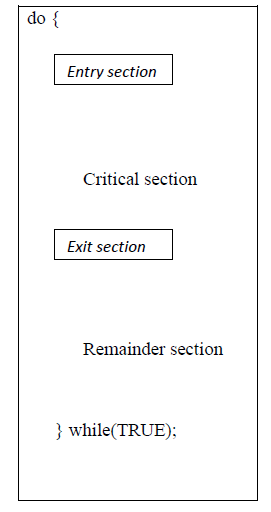 do {
Entry section
Critical section
Exit section
Remainder section
} while(TRUE);